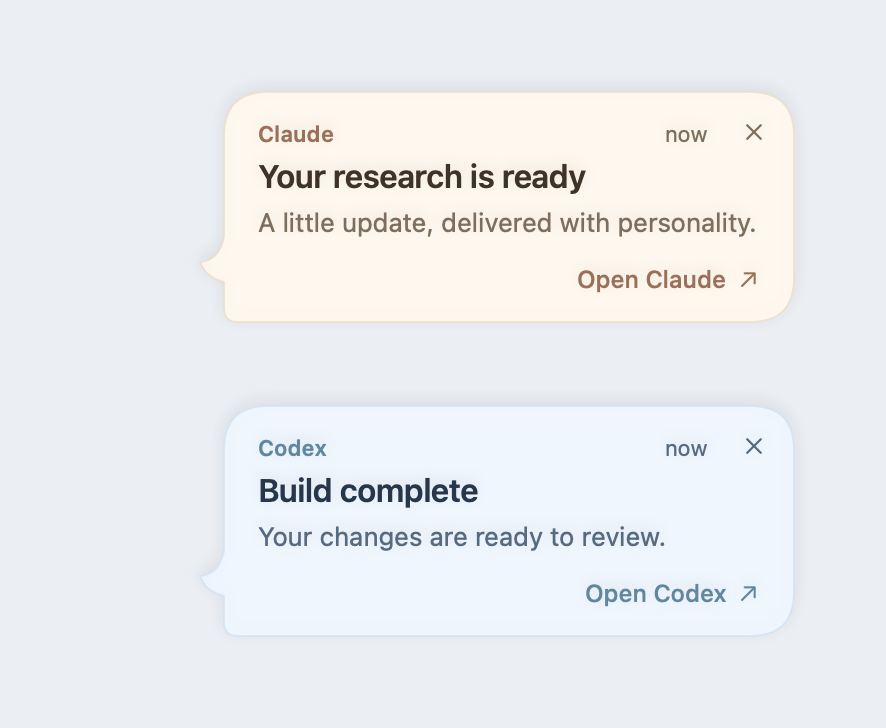 Claude now
Your research is ready
A little update, delivered with personality.
Open Claude
Codex now
Build complete
Your changes are ready to review.
Open Codex